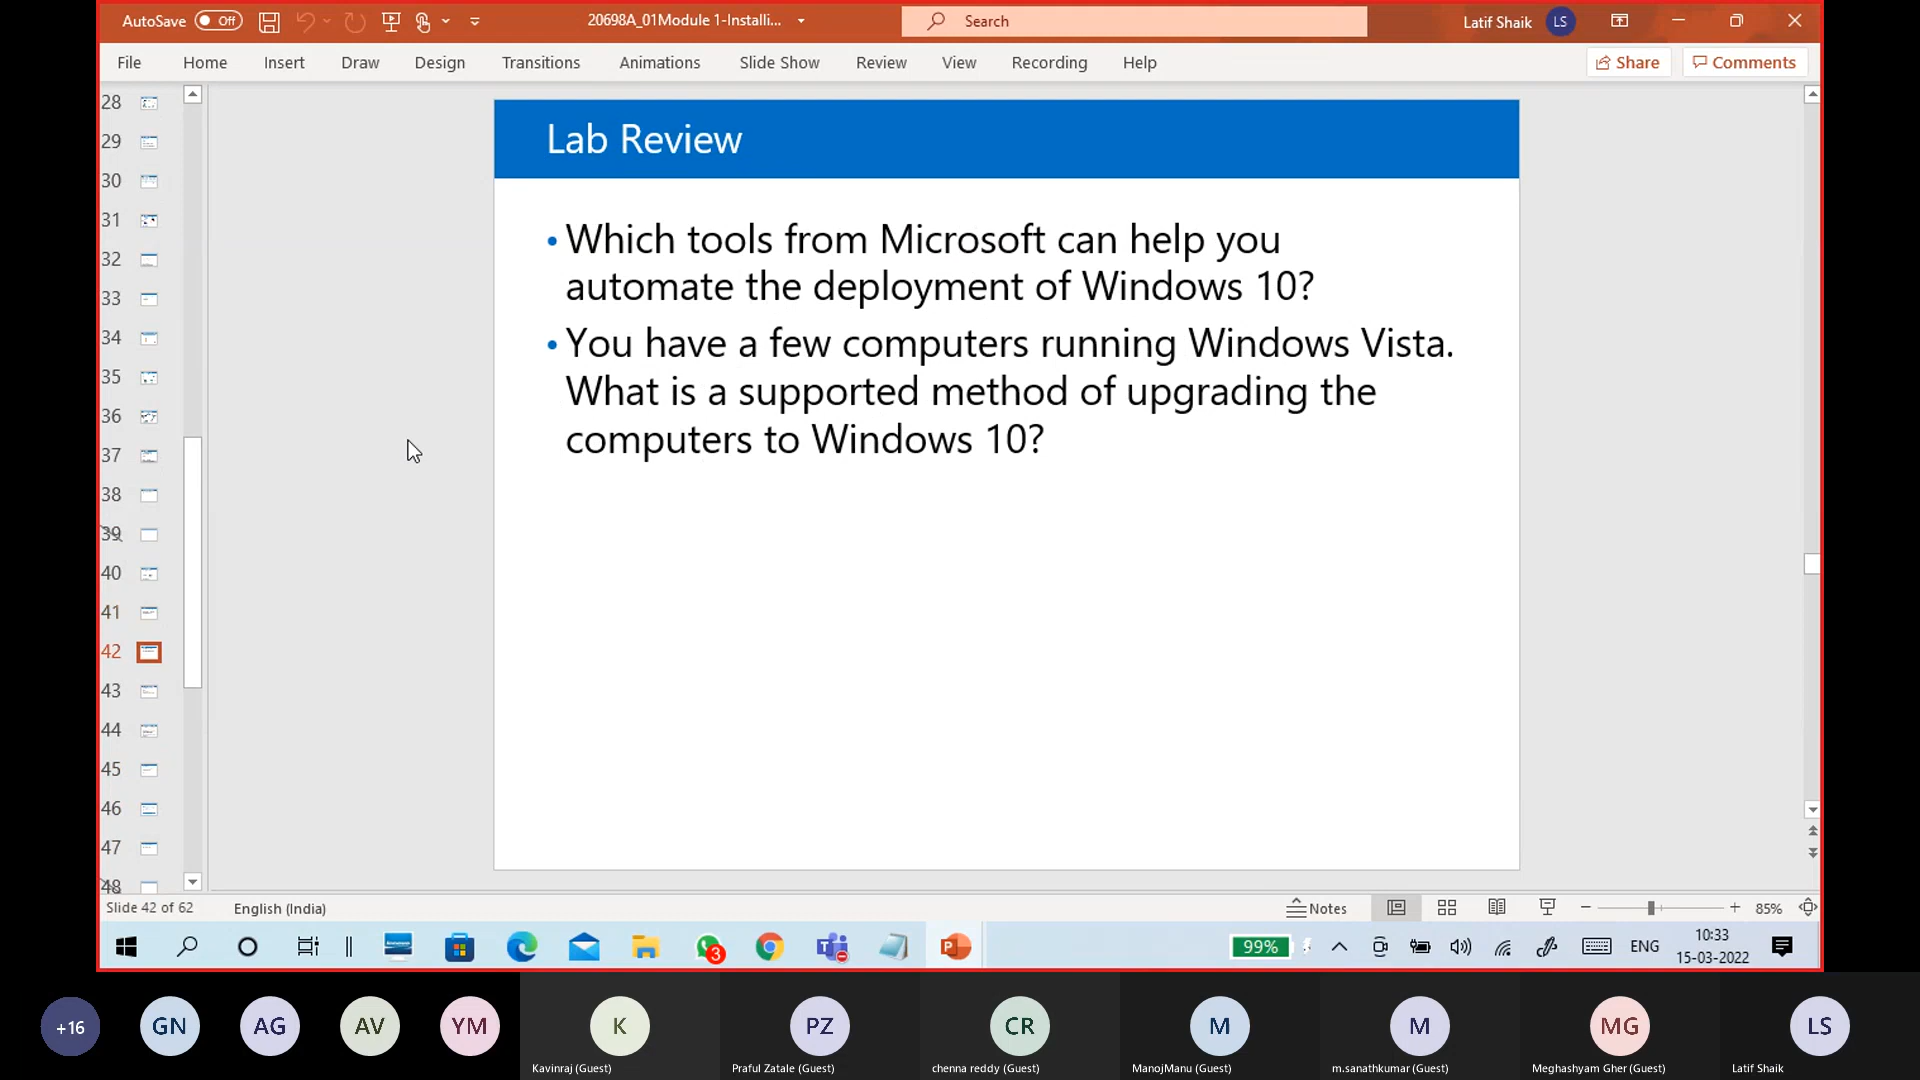 AutoSave Off 20698A_01Module 1-Installi... Search Latif Shaik LS
File Home Insert Draw Design Transitions Animations Slide Show Review View Recording Help Share Comments
28
29
30
31
32
33
34
35
36
37
38
39
40
41
42
43
44
45
46
47
48
Lab Review
• Which tools from Microsoft can help you
automate the deployment of Windows 10?
• You have a few computers running Windows Vista.
What is a supported method of upgrading the
computers to Windows 10?
Slide 42 of 62 English (India) Notes 85%
3 99% ENG 10:33
15-03-2022
+16 GN AG AV YM K PZ CR M M MG LS
Kavinraj (Guest) Praful Zatale (Guest) chenna reddy (Guest) ManojManu (Guest) m.sanathkumar (Guest) Meghashyam Gher (Guest) Latif Shaik